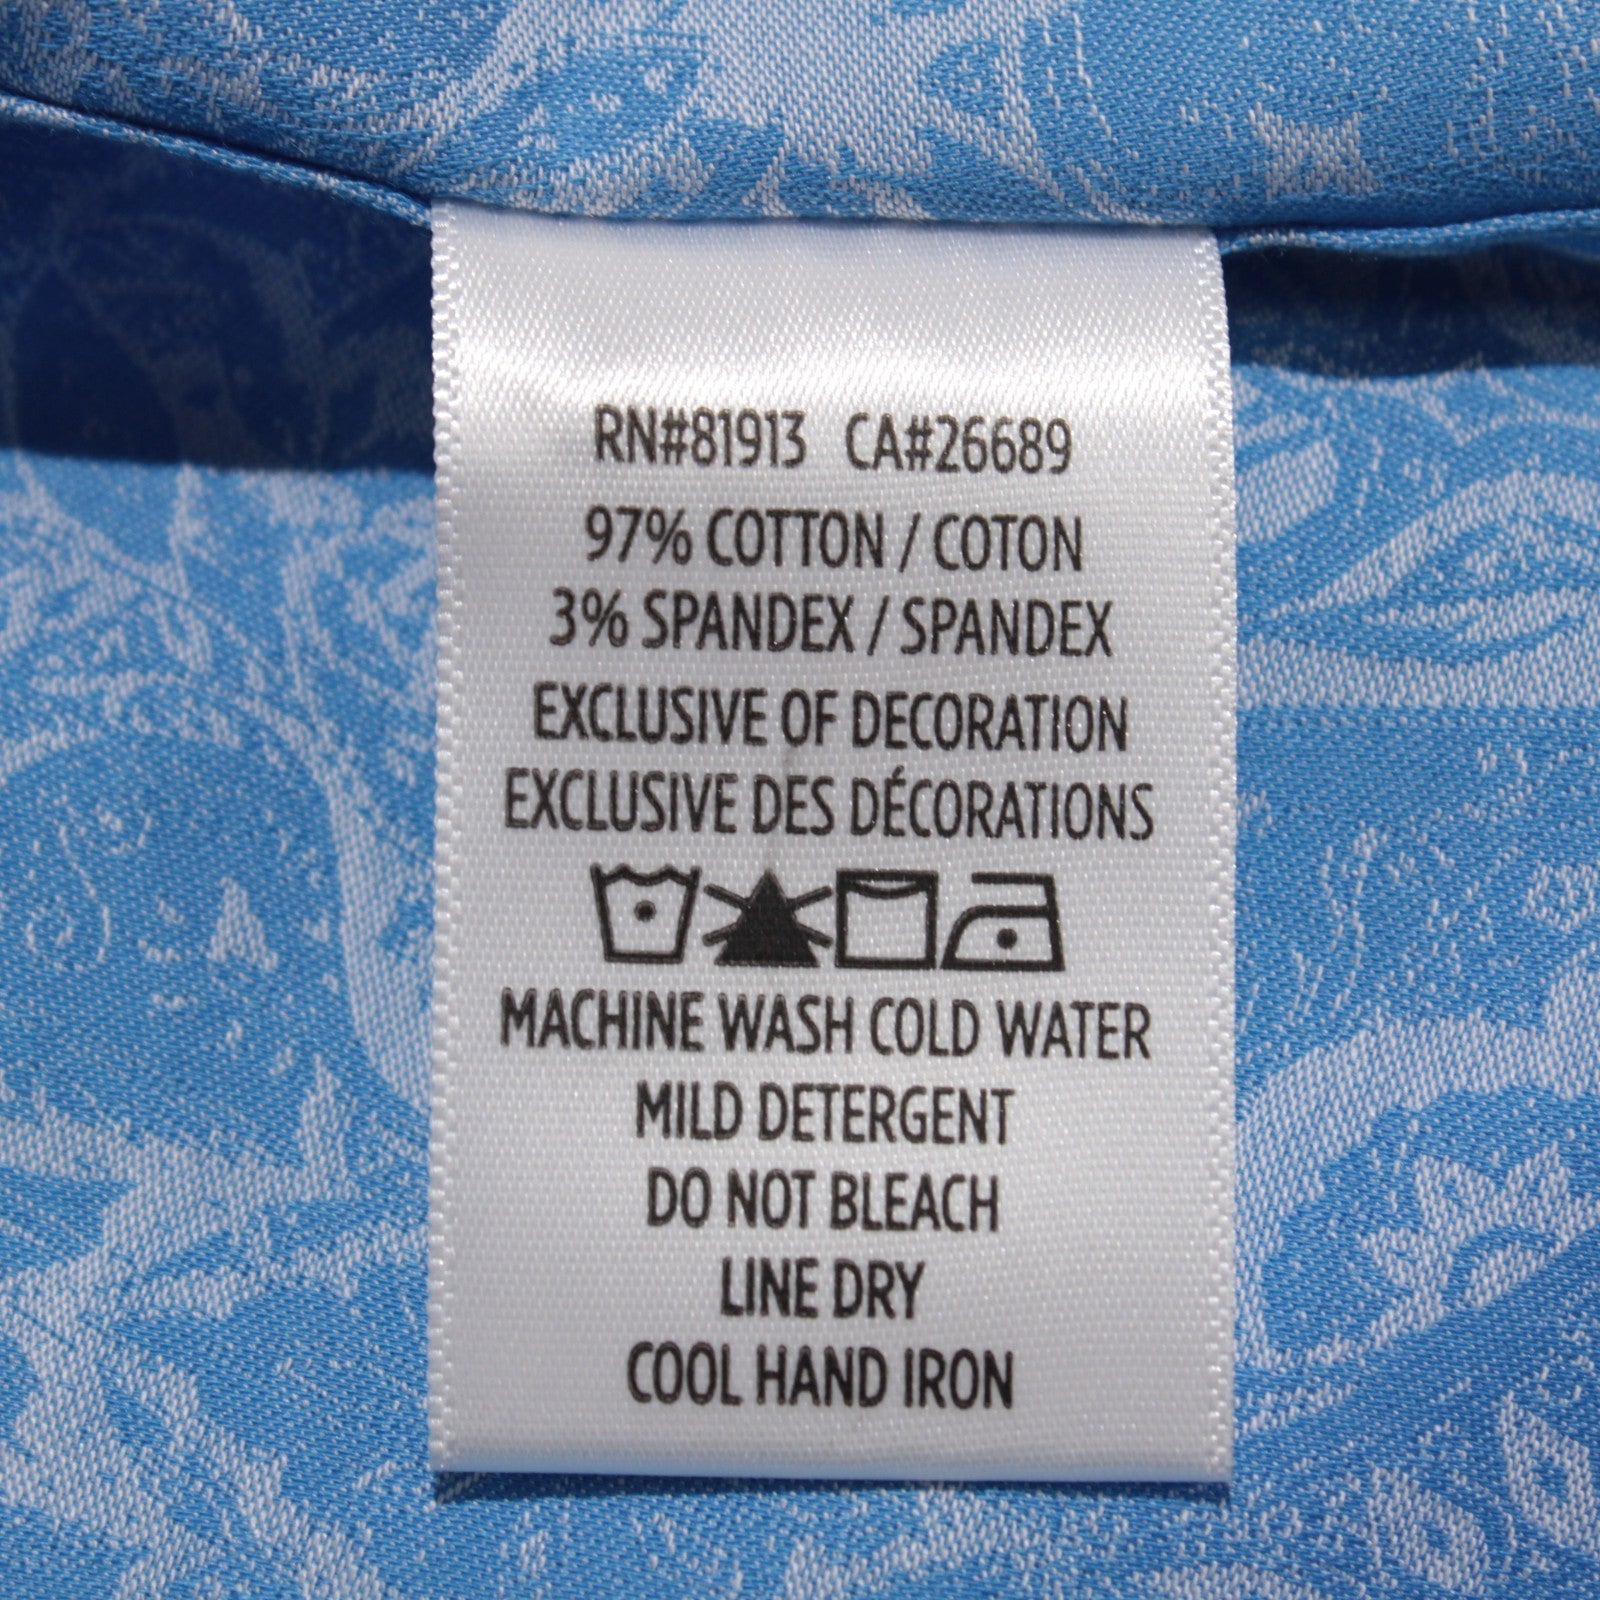 RN#81913 CA#26689
97% COTTON / COTON
3% SPANDEX / SPANDEX
EXCLUSIVE OF DECORATION
EXCLUSIVE DES DÉCORATIONS
MACHINE WASH COLD WATER
MILD DETERGENT
DO NOT BLEACH
LINE DRY
COOL HAND IRON